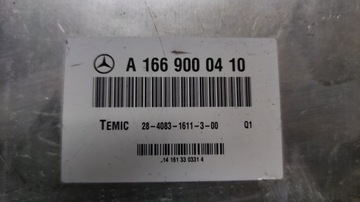 A 166 900 04 10
TEMIC 28-4083-1611-3-00 Q1
.14 161 33 0331 4